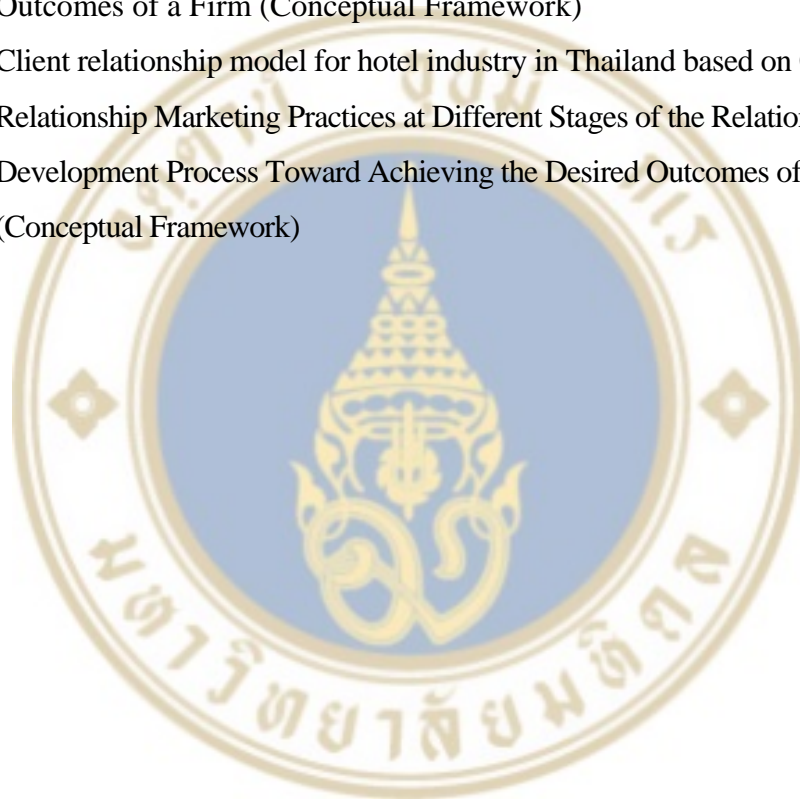 Outcomes of a Firm (Conceptual Framework)
Client relationship model for hotel industry in Thailand based on
Relationship Marketing Practices at Different Stages of the
Development Process Toward Achieving the Desired Outcomes of
(Conceptual Framework)
มหาวิทยาลัยมหิดล